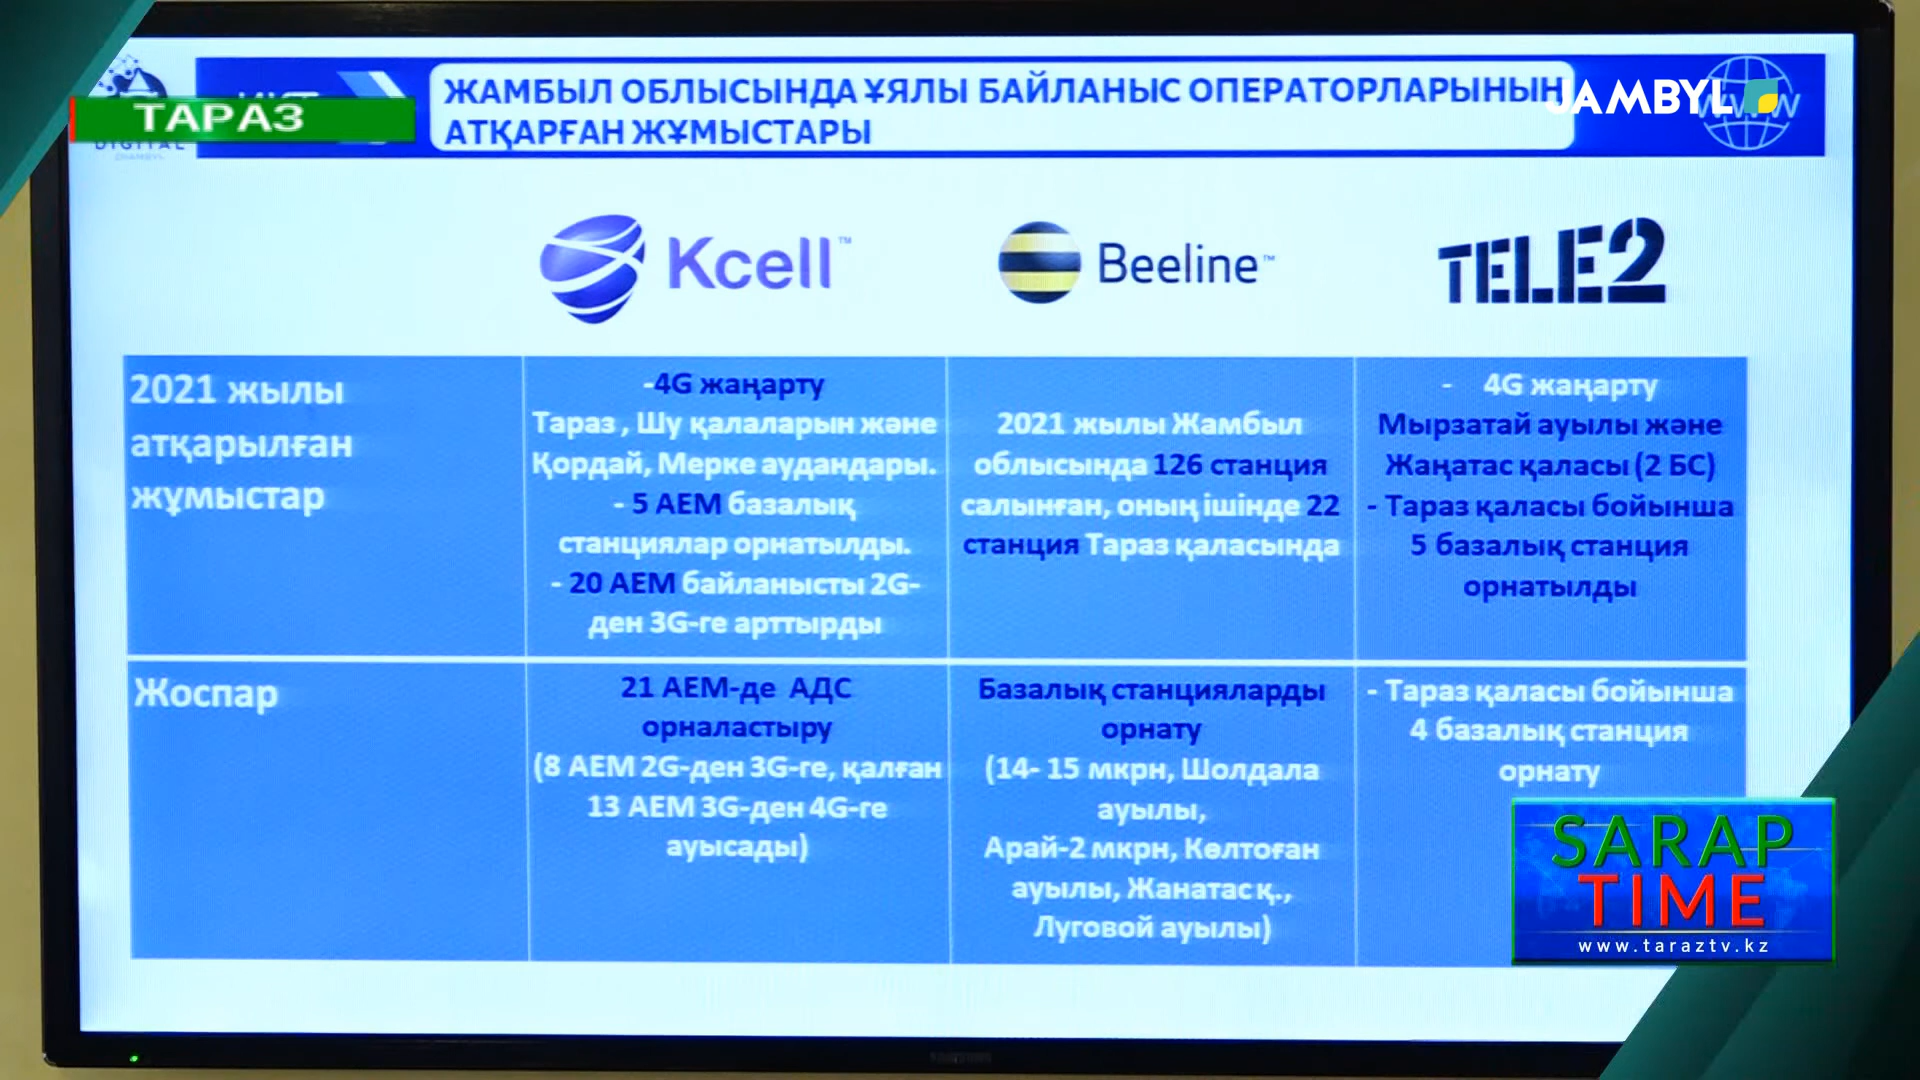 ТАРАЗ
DIGITAL
ЖАМБЫЛ ОБЛЫСЫНДА ҰЯЛЫ БАЙЛАНЫС ОПЕРАТОРЛАРЫНЫҢ
АТҚАРҒАН ЖҰМЫСТАРЫ
JAMBYL
Kcell™
Beeline™
TELE2
2021 жылы
атқарылған
жұмыстар
-4G жаңарту
Тараз , Шу қалаларын және
Қордай, Мерке аудандары.
- 5 АЕМ базалық
станциялар орнатылды.
- 20 АЕМ байланысты 2G-
ден 3G-ге арттырды
2021 жылы Жамбыл
облысында 126 станция
салынған, оның ішінде 22
станция Тараз қаласында
- 4G жаңарту
Мырзатай ауылы және
Жаңатас қаласы (2 БС)
- Тараз қаласы бойынша
5 базалық станция
орнатылды
Жоспар
21 АЕМ-де АДС
орналастыру
(8 АЕМ 2G-ден 3G-ге, қалған
13 АЕМ 3G-ден 4G-ге
ауысады)
Базалық станцияларды
орнату
(14- 15 мкрн, Шолдала
ауылы,
Арай-2 мкрн, Көлтоған
ауылы, Жанатас қ.,
Луговой ауылы)
- Тараз қаласы бойынша
4 базалық станция
орнату
SARAP
TIME
www.taraztv.kz